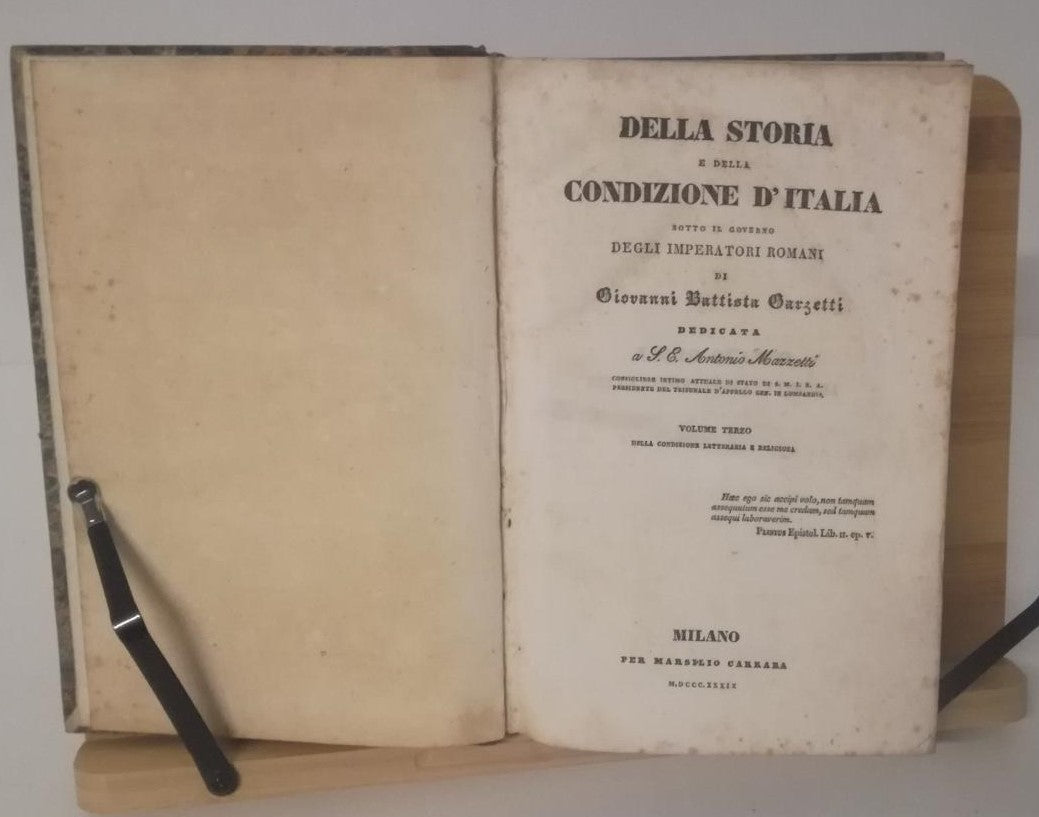 DELLA STORIA
E DELLA
CONDIZIONE D'ITALIA
SOTTO IL GOVERNO
DEGLI IMPERATORI ROMANI
DI
Giovanni Battista Garzetti
DEDICATA
a S. E. Antonio Mazzetti
CONSIGLIERE INTIMO ATTUALE DI STATO DI S. M. I. R. A.
PRESIDENTE DEL TRIBUNALE D'APPELLO GEN. IN LOMBARDIA,
VOLUME TERZO
DELLA CONDIZIONE LETTERARIA E RELIGIOSA
Hæc ego sic accipi volo, non tamquam
assequutum esse me credam, sed tamquam
assequi laboraverim.
PLINIUS Epistol. Lib. II. ep. V.
MILANO
PER MARSILIO CARRARA
M.DCCC.XXXIX